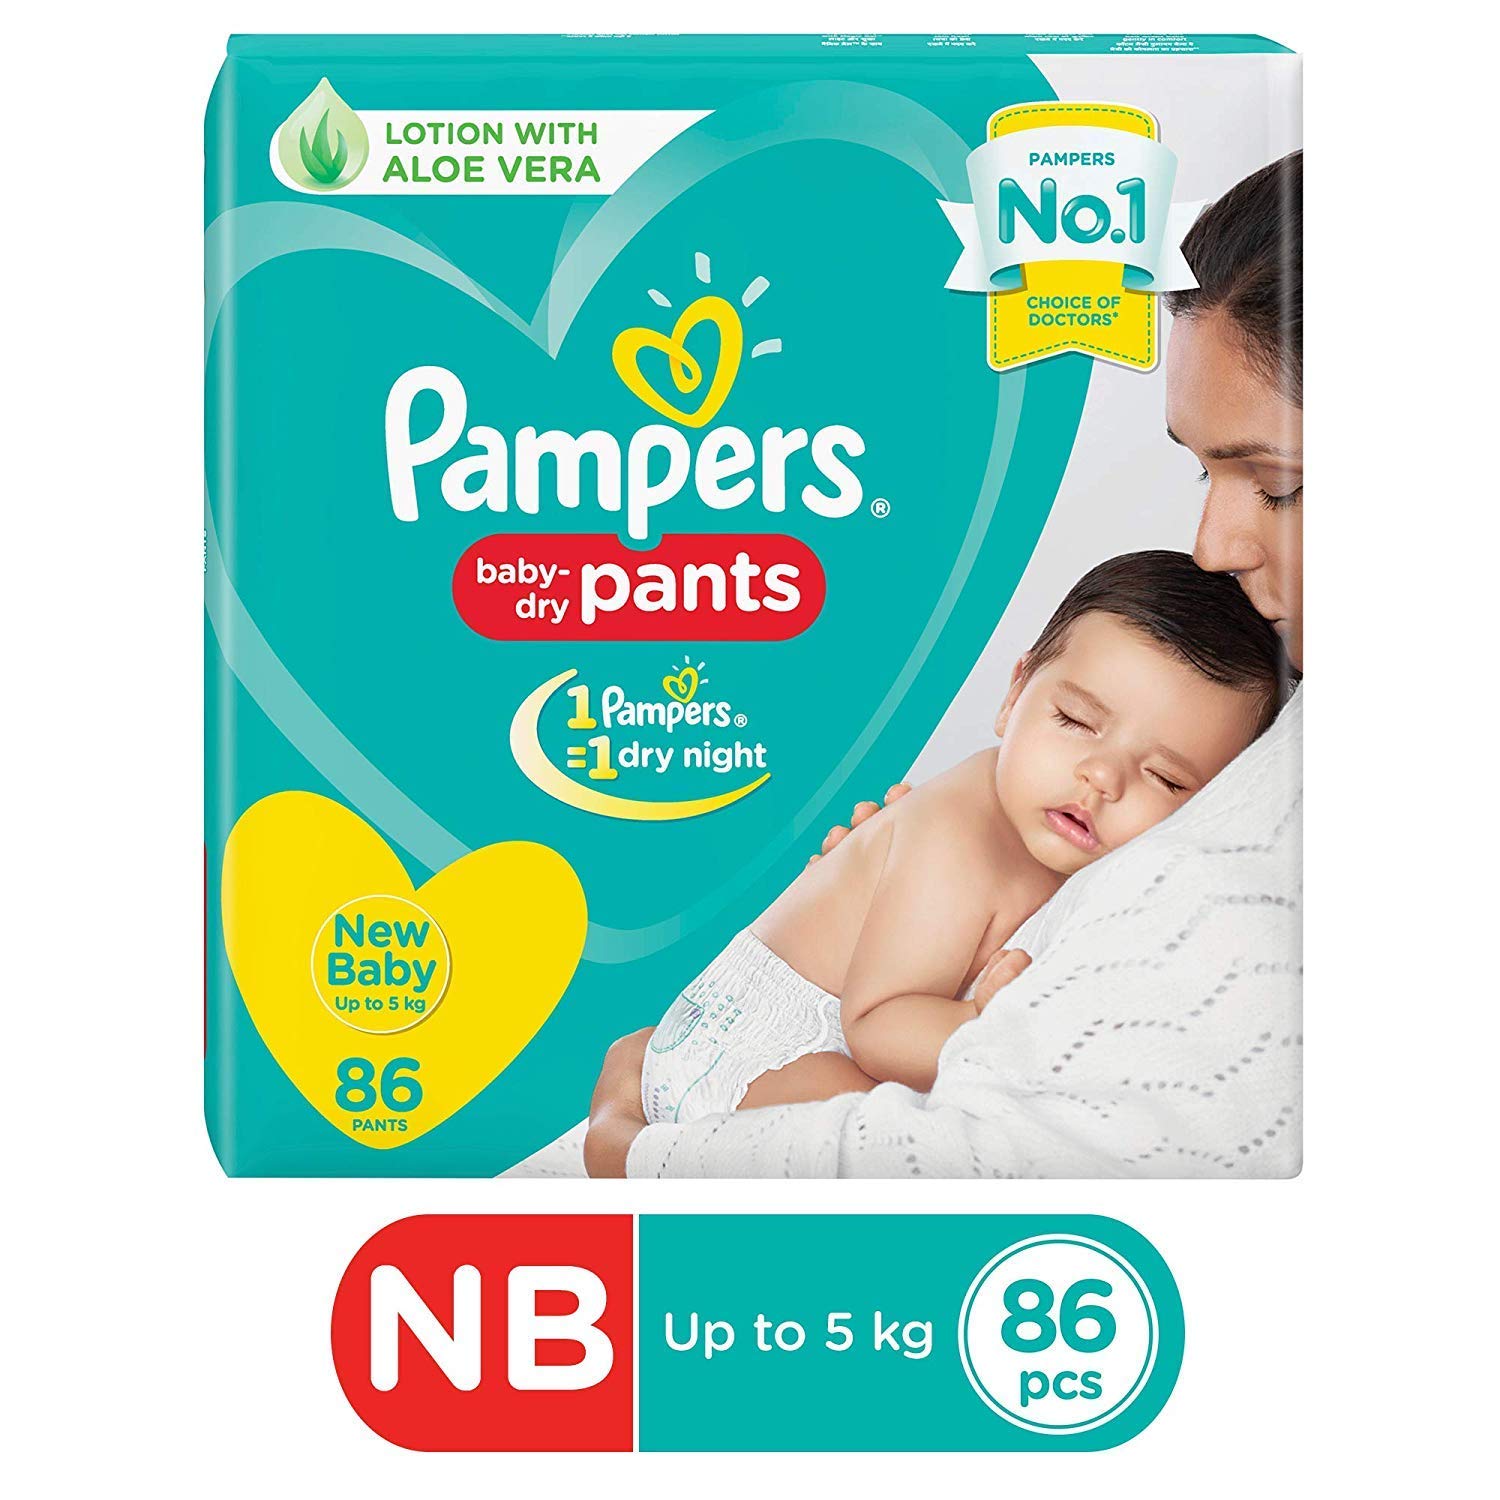 LOTION WITH
ALOE VERA
PAMPERS
No.1
CHOICE OF
DOCTORS*
Pampers®
baby-
dry pants
1 Pampers®
=1 dry night
New
Baby
Up to 5 kg
86
PANTS
NB
Up to 5 kg
86
pcs